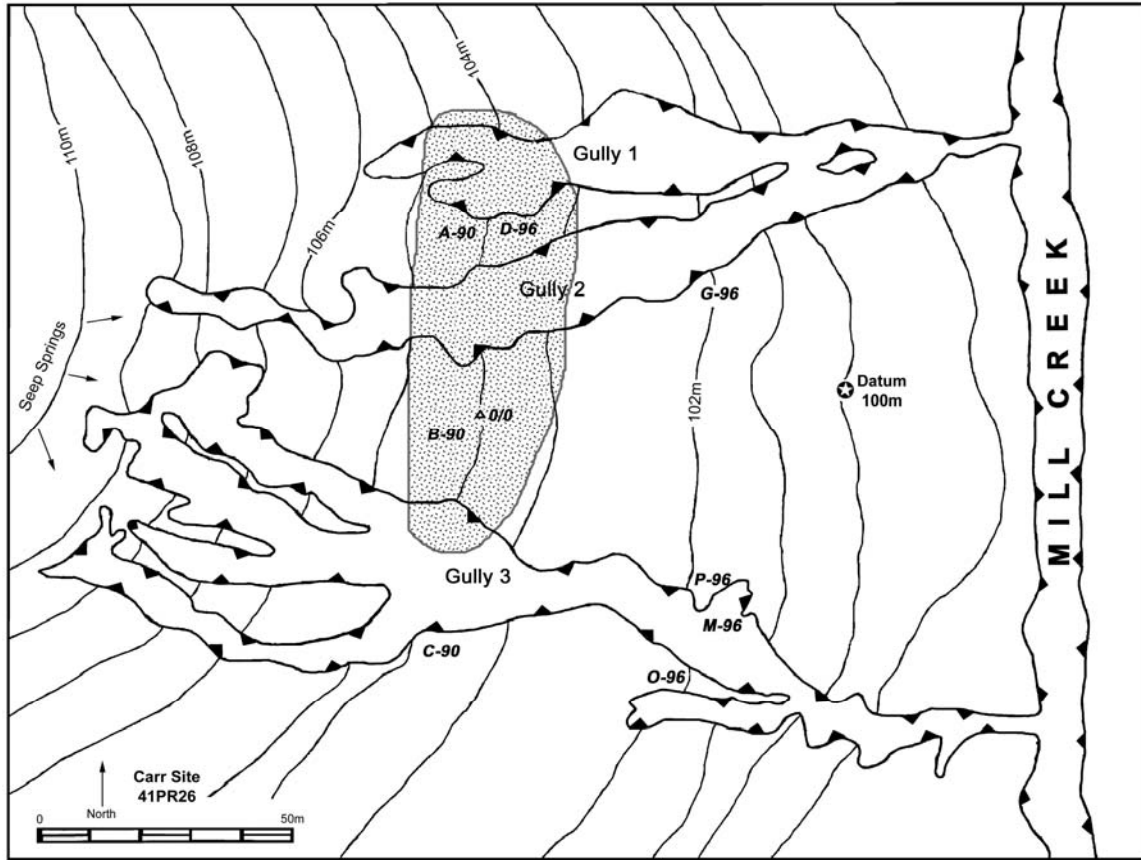 104m
110m
108m
Gully 1
106m
A-90
D-96
Gully 2
G-96
Seep Springs
Datum
100m
102m
0/0
B-90
MILL CREEK
Gully 3
P-96
M-96
C-90
O-96
Carr Site
41PR26
North
50m